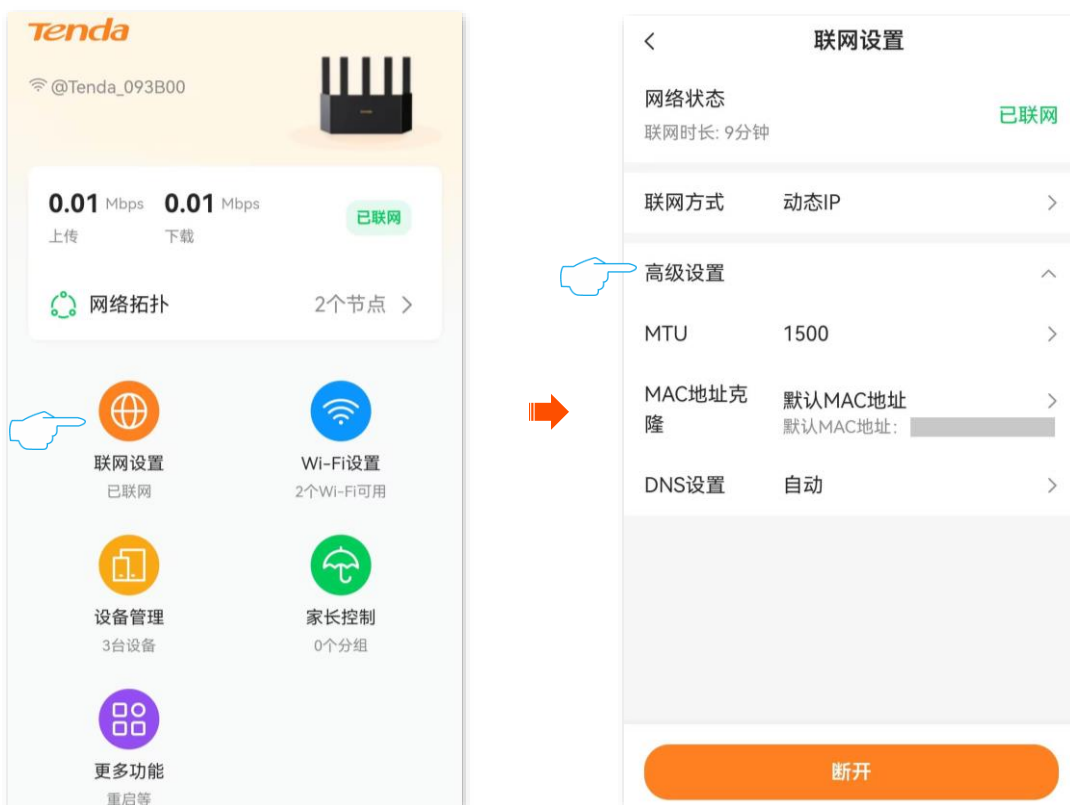 Tenda
@Tenda_093B00
0.01 Mbps 0.01 Mbps
上传 下载
已联网
网络拓扑 2个节点
联网设置 Wi-Fi设置
已联网 2个Wi-Fi可用
设备管理 家长控制
3台设备 0个分组
更多功能
重启等
联网设置
网络状态
联网时长: 9分钟
已联网
联网方式 动态IP
高级设置
MTU 1500
MAC地址克
隆
默认MAC地址
默认MAC地址:
DNS设置 自动
断开